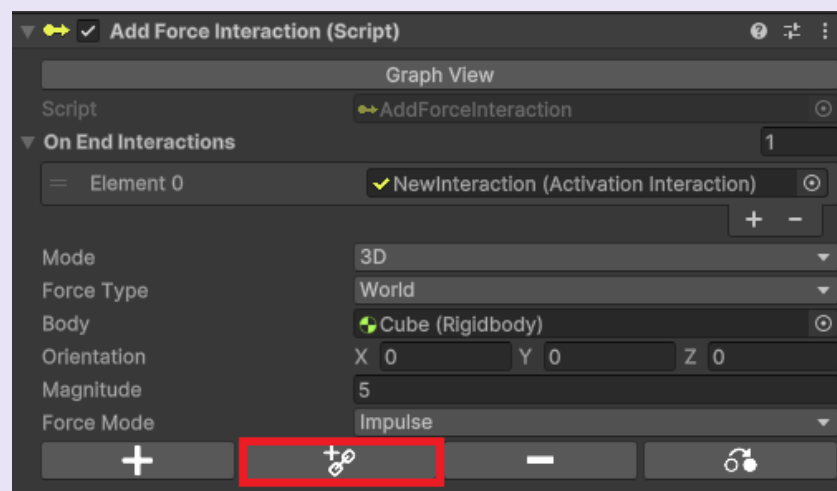 Add Force Interaction (Script)
Graph View
Script AddForceInteraction
On End Interactions 1
Element 0 NewInteraction (Activation Interaction)
Mode 3D
Force Type World
Body Cube (Rigidbody)
Orientation X 0 Y 0 Z 0
Magnitude 5
Force Mode Impulse